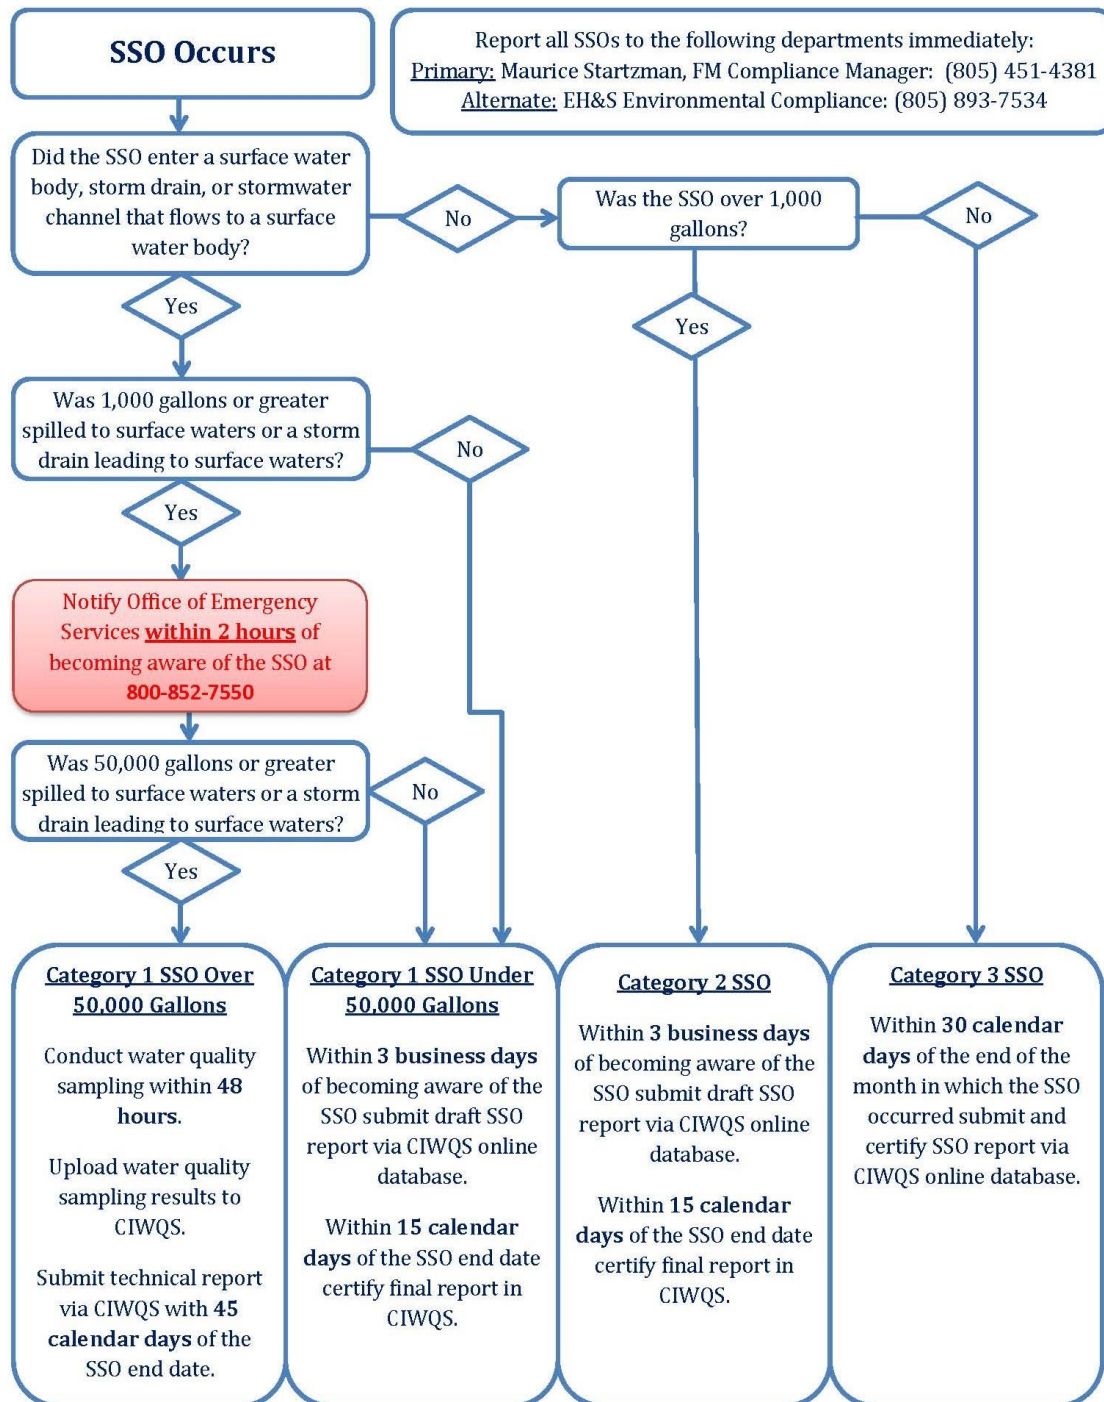 SSO Occurs
Report all SSOs to the following departments immediately:
Primary: Maurice Startzman, FM Compliance Manager: (805) 451-4381
Alternate: EH&S Environmental Compliance: (805) 893-7534
Did the SSO enter a surface water
body, storm drain, or stormwater
channel that flows to a surface
water body?
No
Was the SSO over 1,000
gallons?
No
Yes
Yes
Was 1,000 gallons or greater
spilled to surface waters or a storm
drain leading to surface waters?
No
Yes
Notify Office of Emergency
Services within 2 hours of
becoming aware of the SSO at
800-852-7550
Was 50,000 gallons or greater
spilled to surface waters or a storm
drain leading to surface waters?
No
Yes
Category 1 SSO Over
50,000 Gallons
Conduct water quality
sampling within 48
hours.
Upload water quality
sampling results to
CIWQS.
Submit technical report
via CIWQS with 45
calendar days of the
SSO end date.
Category 1 SSO Under
50,000 Gallons
Within 3 business days
of becoming aware of the
SSO submit draft SSO
report via CIWQS online
database.
Within 15 calendar
days of the SSO end date
certify final report in
CIWQS.
Category 2 SSO
Within 3 business days
of becoming aware of the
SSO submit draft SSO
report via CIWQS online
database.
Within 15 calendar
days of the SSO end date
certify final report in
CIWQS.
Category 3 SSO
Within 30 calendar
days of the end of the
month in which the SSO
occurred submit and
certify SSO report via
CIWQS online database.